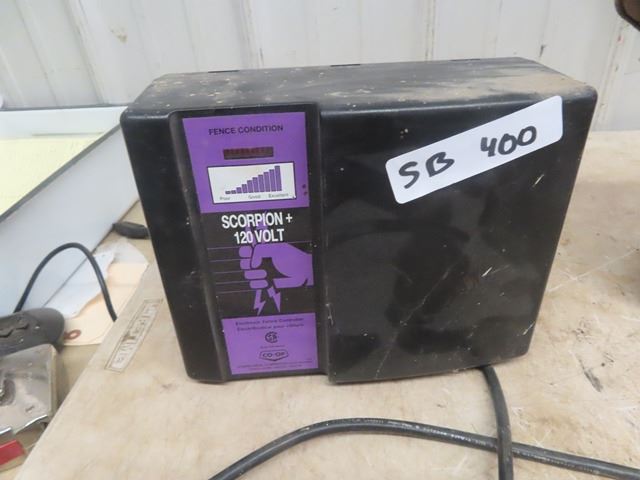 FENCE CONDITION
Poor Good Excellent
SCORPION +
120 VOLT
Electronic Fence Controller
CO-OP
SB 400